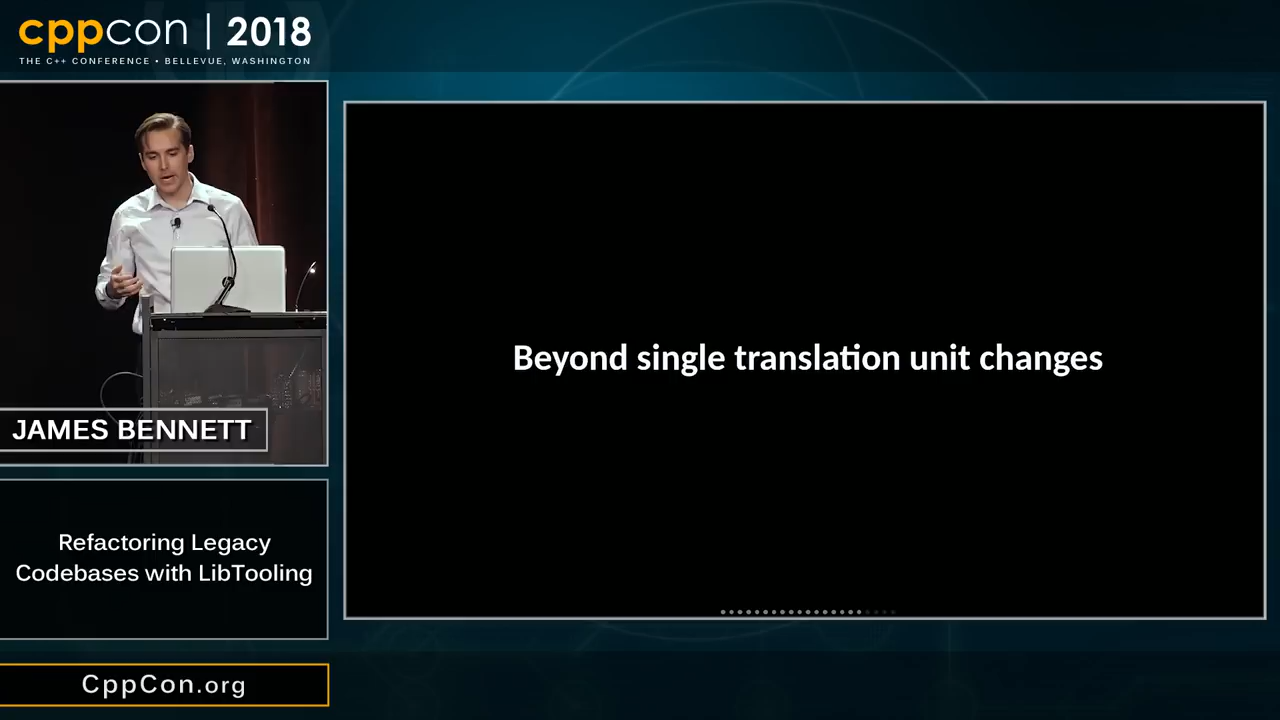 cppcon | 2018
THE C++ CONFERENCE • BELLEVUE, WASHINGTON
JAMES BENNETT
Refactoring Legacy
Codebases with LibTooling
CppCon.org
Beyond single translation unit changes